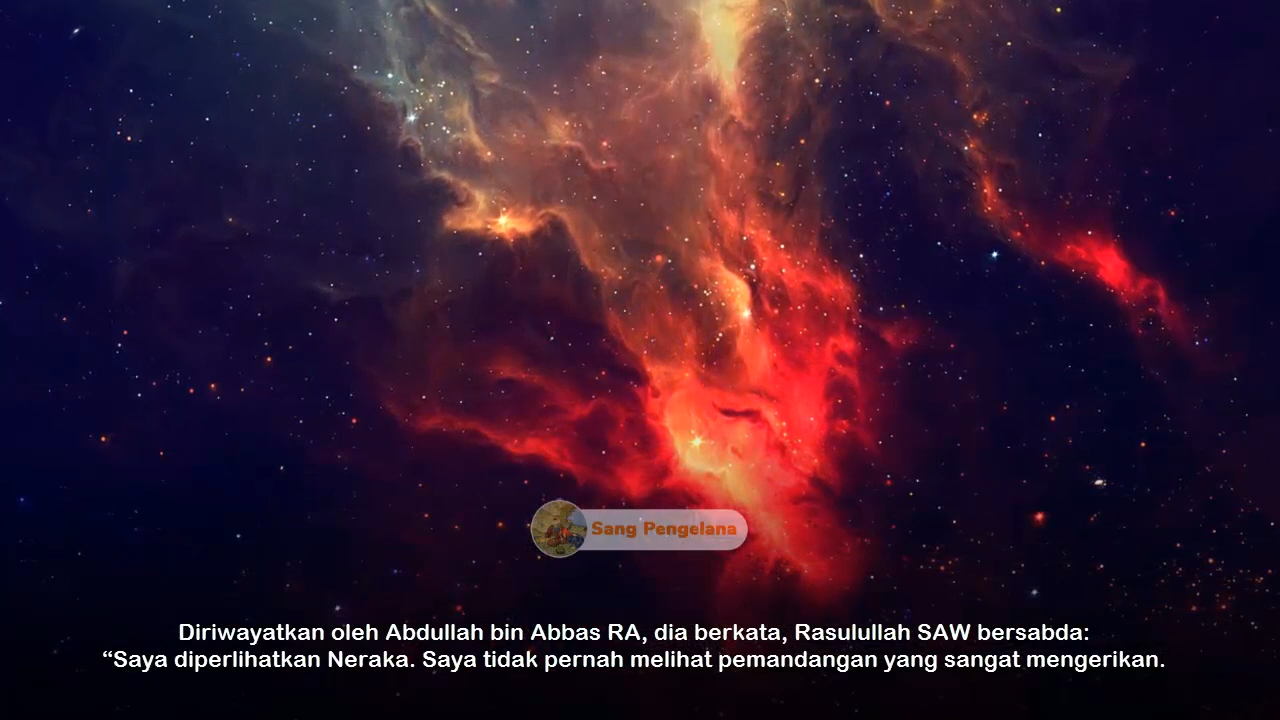 Sang Pengelana
Diriwayatkan oleh Abdullah bin Abbas RA, dia berkata, Rasulullah SAW bersabda:
“Saya diperlihatkan Neraka. Saya tidak pernah melihat pemandangan yang sangat mengerikan.